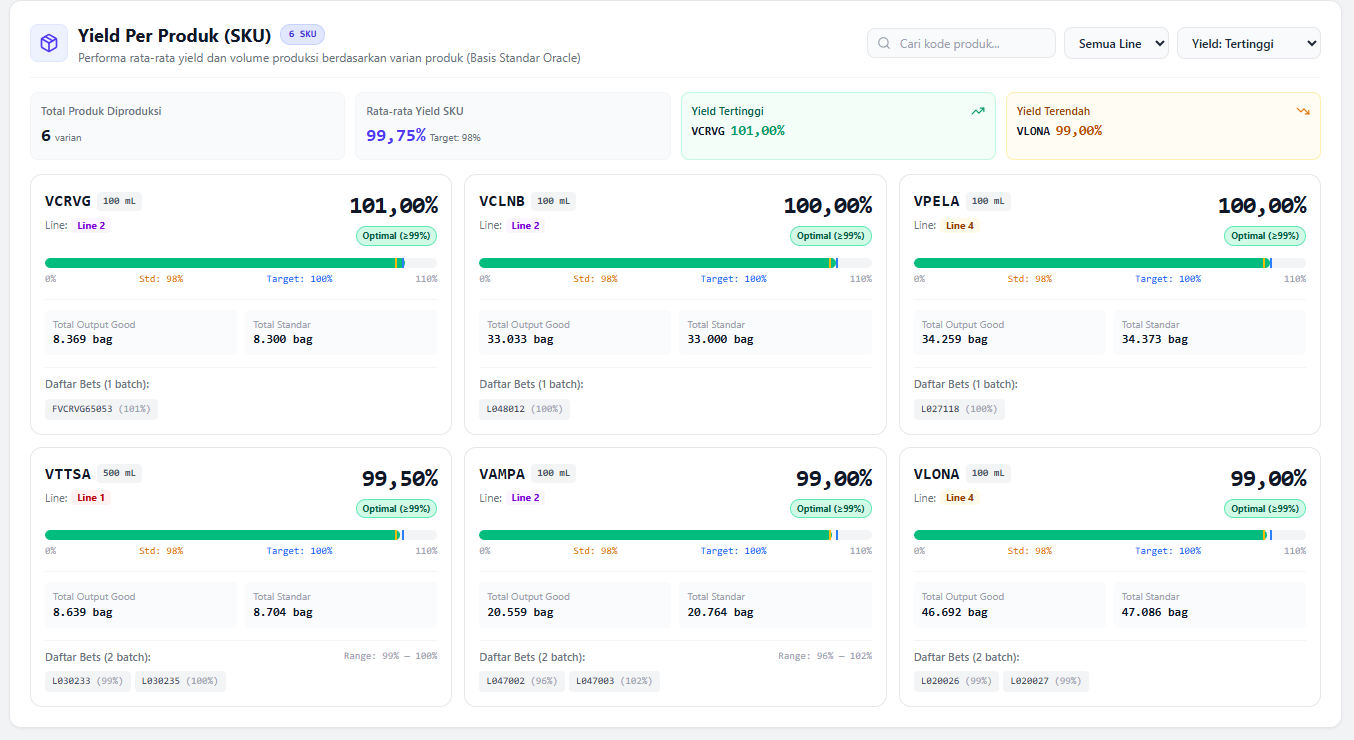 Yield Per Produk (SKU) 6 SKU
Performa rata-rata yield dan volume produksi berdasarkan varian produk (Basis Standar Oracle)
Cari kode produk...
Semua Line
Yield: Tertinggi
Total Produk Diproduksi
6 varian
Rata-rata Yield SKU
99,75% Target: 98%
Yield Tertinggi
VCRVG 101,00%
Yield Terendah
VLONA 99,00%
VCRVG 100 mL
101,00%
Line: Line 2
Optimal (≥99%)
0% Std: 98% Target: 100% 110%
Total Output Good
8.369 bag
Total Standar
8.300 bag
Daftar Bets (1 batch):
FVCRVG65053 (101%)
VCLNB 100 mL
100,00%
Line: Line 2
Optimal (≥99%)
0% Std: 98% Target: 100% 110%
Total Output Good
33.033 bag
Total Standar
33.000 bag
Daftar Bets (1 batch):
L048012 (100%)
VPELA 100 mL
100,00%
Line: Line 4
Optimal (≥99%)
0% Std: 98% Target: 100% 110%
Total Output Good
34.259 bag
Total Standar
34.373 bag
Daftar Bets (1 batch):
L027118 (100%)
VTTSA 500 mL
99,50%
Line: Line 1
Optimal (≥99%)
0% Std: 98% Target: 100% 110%
Total Output Good
8.639 bag
Total Standar
8.704 bag
Daftar Bets (2 batch): Range: 99% — 100%
L030233 (99%) L030235 (100%)
VAMPA 100 mL
99,00%
Line: Line 2
Optimal (≥99%)
0% Std: 98% Target: 100% 110%
Total Output Good
20.559 bag
Total Standar
20.764 bag
Daftar Bets (2 batch): Range: 96% — 102%
L047002 (96%) L047003 (102%)
VLONA 100 mL
99,00%
Line: Line 4
Optimal (≥99%)
0% Std: 98% Target: 100% 110%
Total Output Good
46.692 bag
Total Standar
47.086 bag
Daftar Bets (2 batch):
L020026 (99%) L020027 (99%)